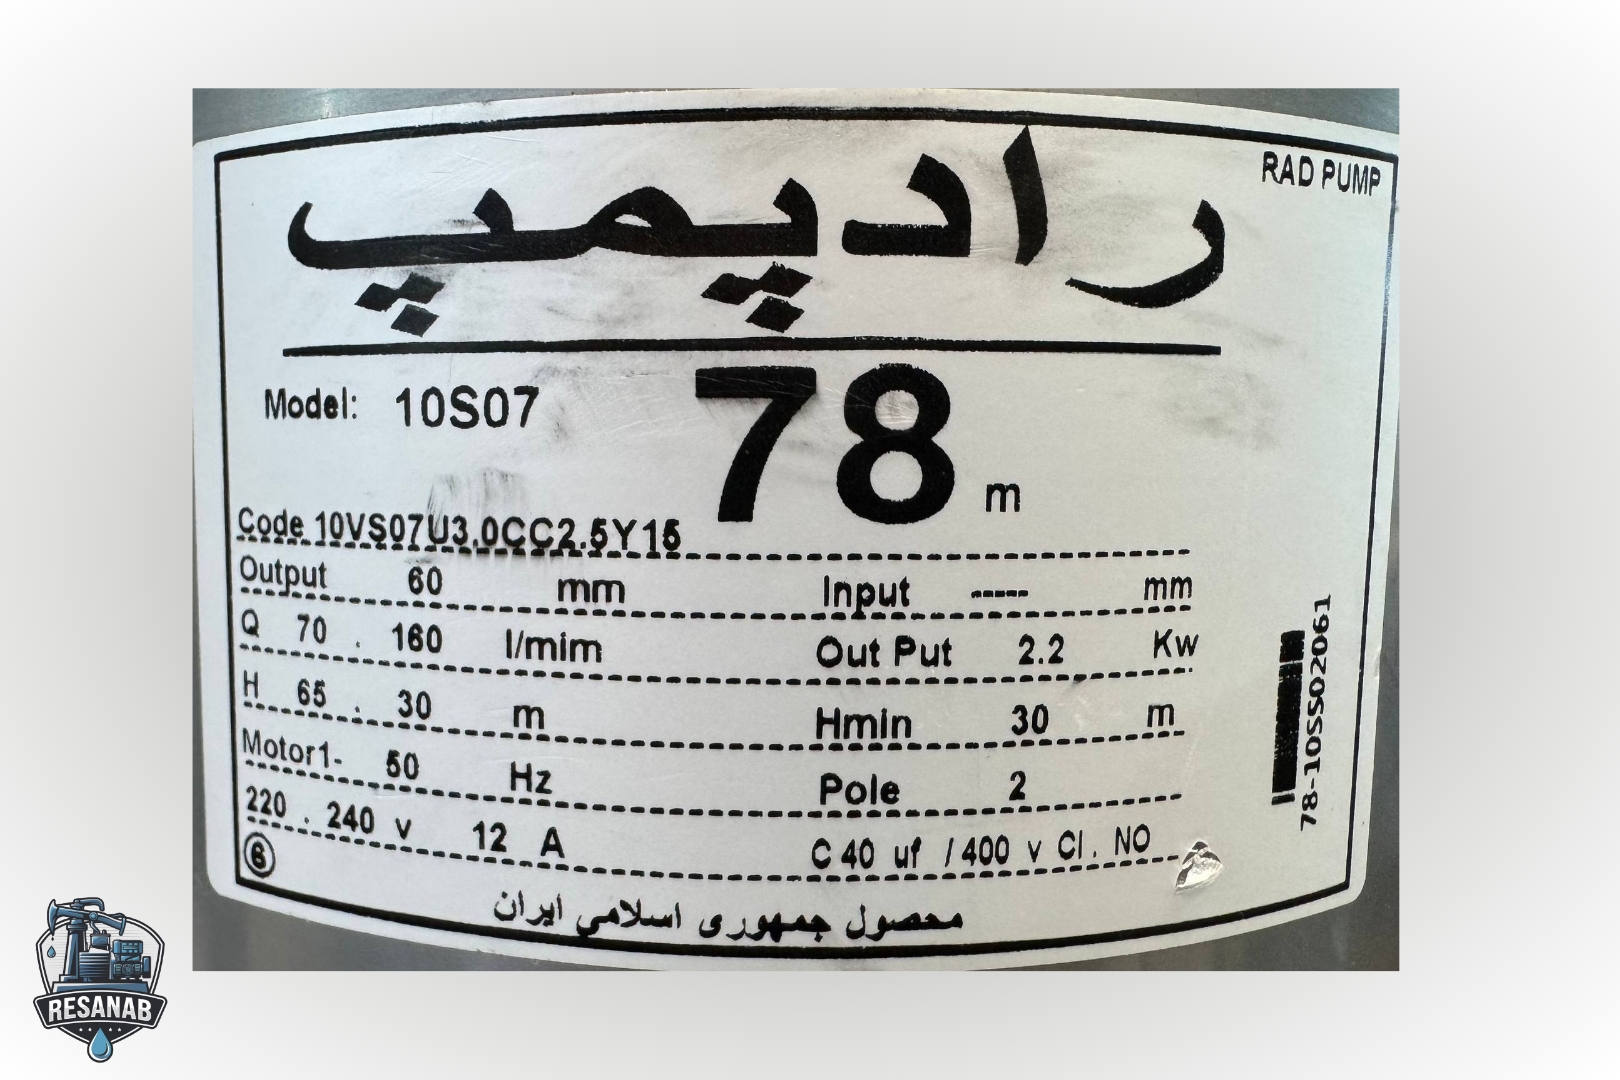 رادپمپ
RAD PUMP
Model: 10S07
78 m
Code 10VS07U3.0CC2.5Y15
Output 60 mm Input ----- mm
Q 70 . 160 l/mim Out Put 2.2 Kw
H 65 . 30 m Hmin 30 m
Motor1- 50 Hz Pole 2
220 . 240 v 12 A C 40 uf / 400 v Cl . NO
6
محصول جمهوری اسلامي ایران
78-10SS02061
RESANAB